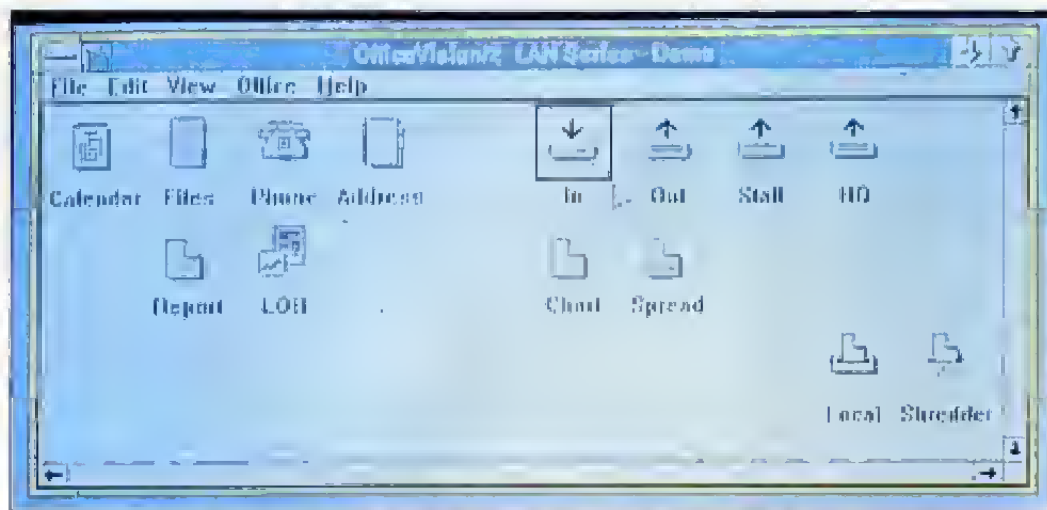 OfficeVision/2 LAN Series - Demo
File Edit View Office Help
Calendar Files Phone Address In Out Staff HQ
Report LOB Chart Spread
Local Shredder